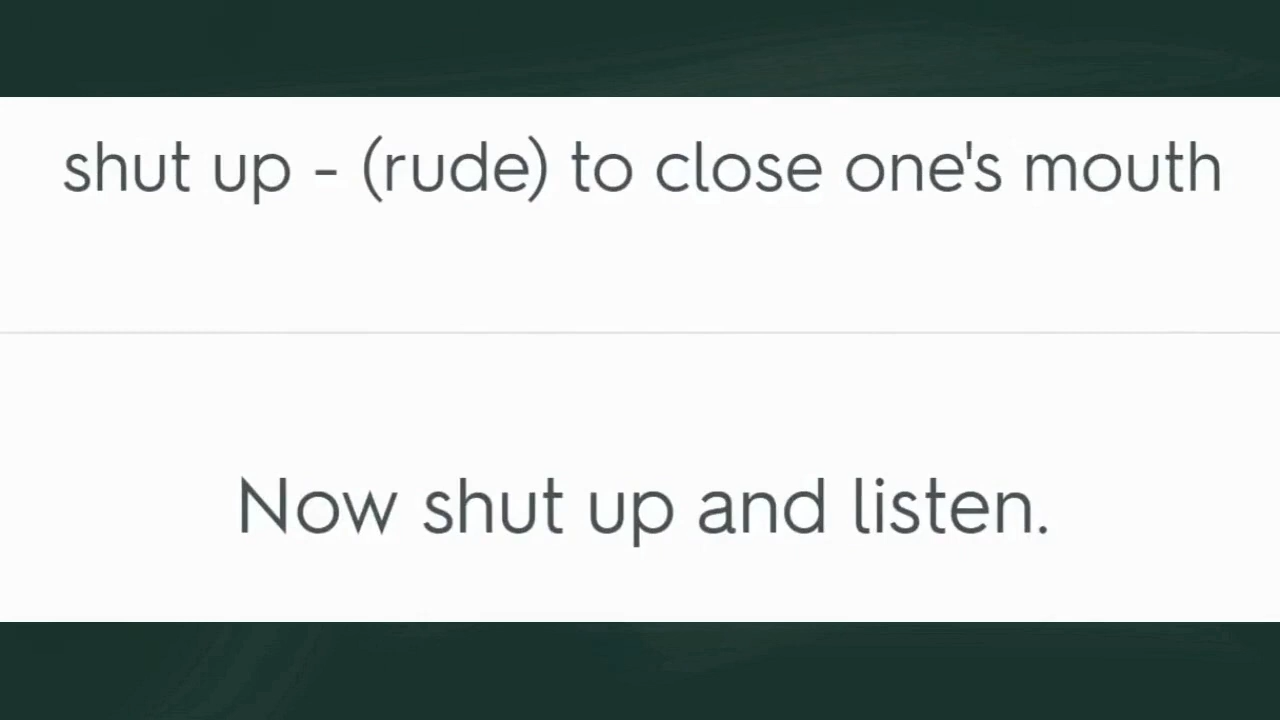 shut up - (rude) to close one's mouth
Now shut up and listen.